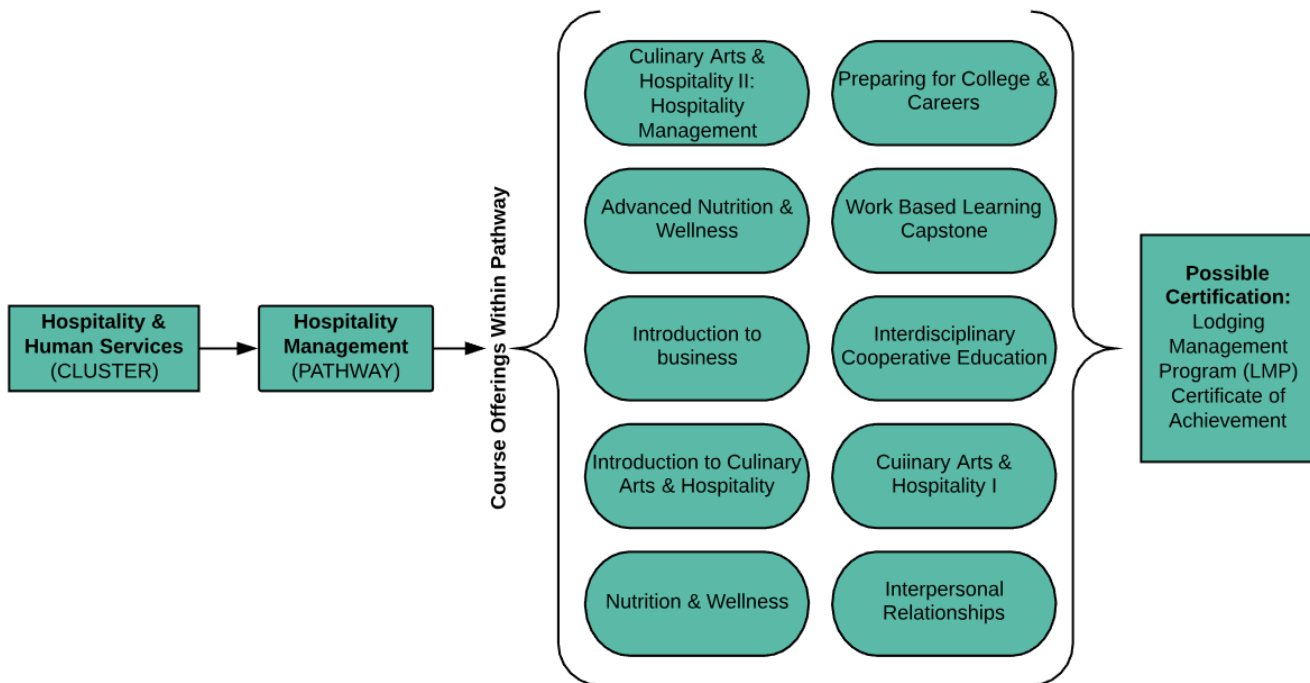 Hospitality &
Human Services
(CLUSTER)
Hospitality
Management
(PATHWAY)
Course Offerings Within Pathway
Culinary Arts &
Hospitality II:
Hospitality
Management
Preparing for College &
Careers
Advanced Nutrition &
Wellness
Work Based Learning
Capstone
Introduction to
business
Interdisciplinary
Cooperative Education
Introduction to Culinary
Arts & Hospitality
Cuiinary Arts &
Hospitality I
Nutrition & Wellness
Interpersonal
Relationships
Possible
Certification:
Lodging
Management
Program (LMP)
Certificate of
Achievement